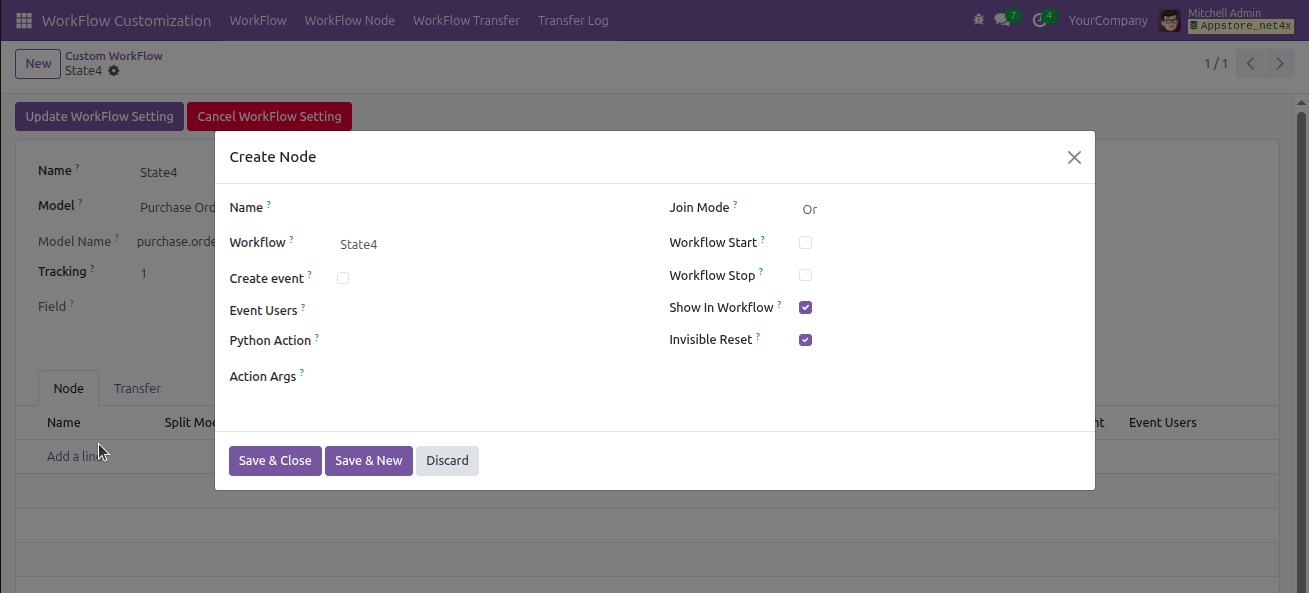 WorkFlow Customization WorkFlow WorkFlow Node WorkFlow Transfer Transfer Log 7 4 YourCompany Mitchell Admin
Appstore_net4x
New Custom WorkFlow
State4 1 / 1
Update WorkFlow Setting Cancel WorkFlow Setting
Create Node
Name ? State4
Model ? Purchase Ord
Model Name ? purchase.orde
Tracking ? 1
Field ?
Name ? Join Mode ? Or
Workflow ? State4 Workflow Start ?
Create event ? Workflow Stop ?
Event Users ? Show In Workflow ?
Python Action ? Invisible Reset ?
Action Args ?
Node Transfer
Name Split Mod nt Event Users
Add a line
Save & Close Save & New Discard